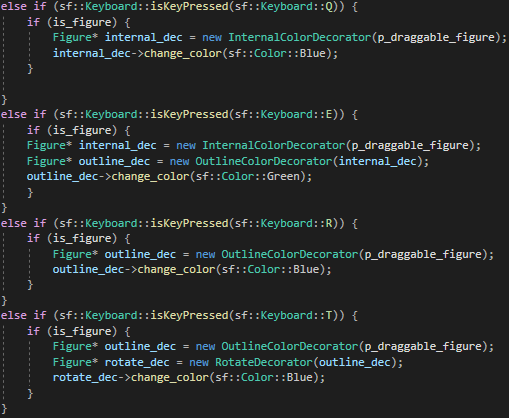 else if (sf::Keyboard::isKeyPressed(sf::Keyboard::Q)) {
    if (is_figure) {
        Figure* internal_dec = new InternalColorDecorator(p_draggable_figure);
        internal_dec->change_color(sf::Color::Blue);
    }
}
else if (sf::Keyboard::isKeyPressed(sf::Keyboard::E)) {
    if (is_figure) {
    Figure* internal_dec = new InternalColorDecorator(p_draggable_figure);
    Figure* outline_dec = new OutlineColorDecorator(internal_dec);
    outline_dec->change_color(sf::Color::Green);
    }
}
else if (sf::Keyboard::isKeyPressed(sf::Keyboard::R)) {
    if (is_figure) {
        Figure* outline_dec = new OutlineColorDecorator(p_draggable_figure);
        outline_dec->change_color(sf::Color::Blue);
    }
}
else if (sf::Keyboard::isKeyPressed(sf::Keyboard::T)) {
    if (is_figure) {
        Figure* outline_dec = new OutlineColorDecorator(p_draggable_figure);
        Figure* rotate_dec = new RotateDecorator(outline_dec);
        rotate_dec->change_color(sf::Color::Blue);
    }
}